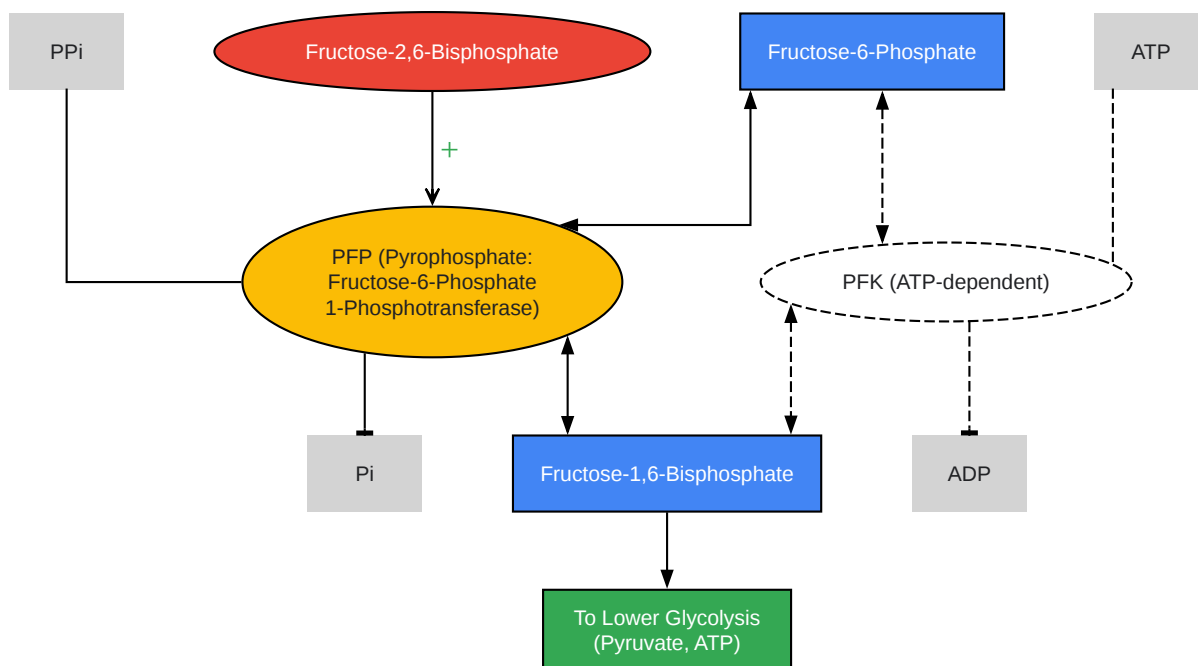 PPi
Fructose-2,6-Bisphosphate
Fructose-6-Phosphate
ATP
+
PFP (Pyrophosphate:
Fructose-6-Phosphate
1-Phosphotransferase)
PFK (ATP-dependent)
Pi
Fructose-1,6-Bisphosphate
ADP
To Lower Glycolysis
(Pyruvate, ATP)